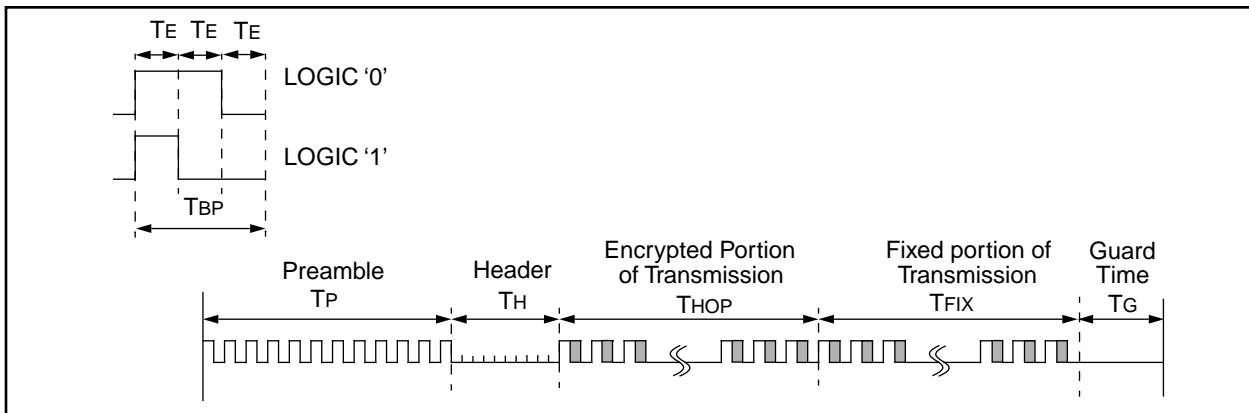 TE TE TE
LOGIC ‘0’
LOGIC ‘1’
TBP
Preamble
TP
Header
TH
Encrypted Portion
of Transmission
THOP
Fixed portion of
Transmission
TFIX
Guard
Time
TG